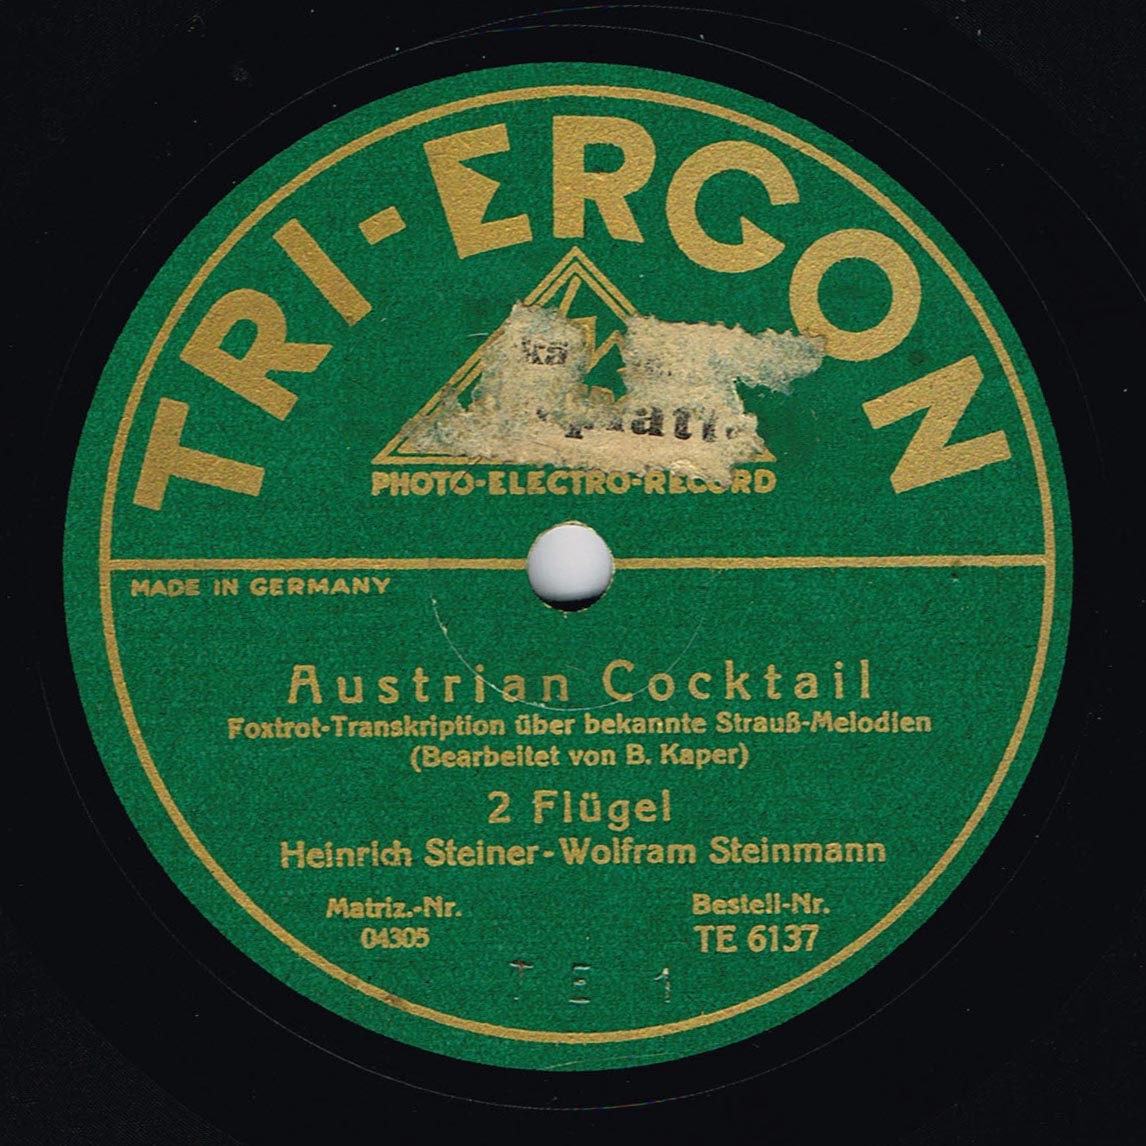 TRI-ERGON
PHOTO-ELECTRO-RECORD
MADE IN GERMANY
Austrian Cocktail
Foxtrot-Transkription über bekannte Strauß-Melodien
(Bearbeitet von B. Kaper)
2 Flügel
Heinrich Steiner-Wolfram Steinmann
Matriz.-Nr.
04305
Bestell-Nr.
TE 6137
T E 1